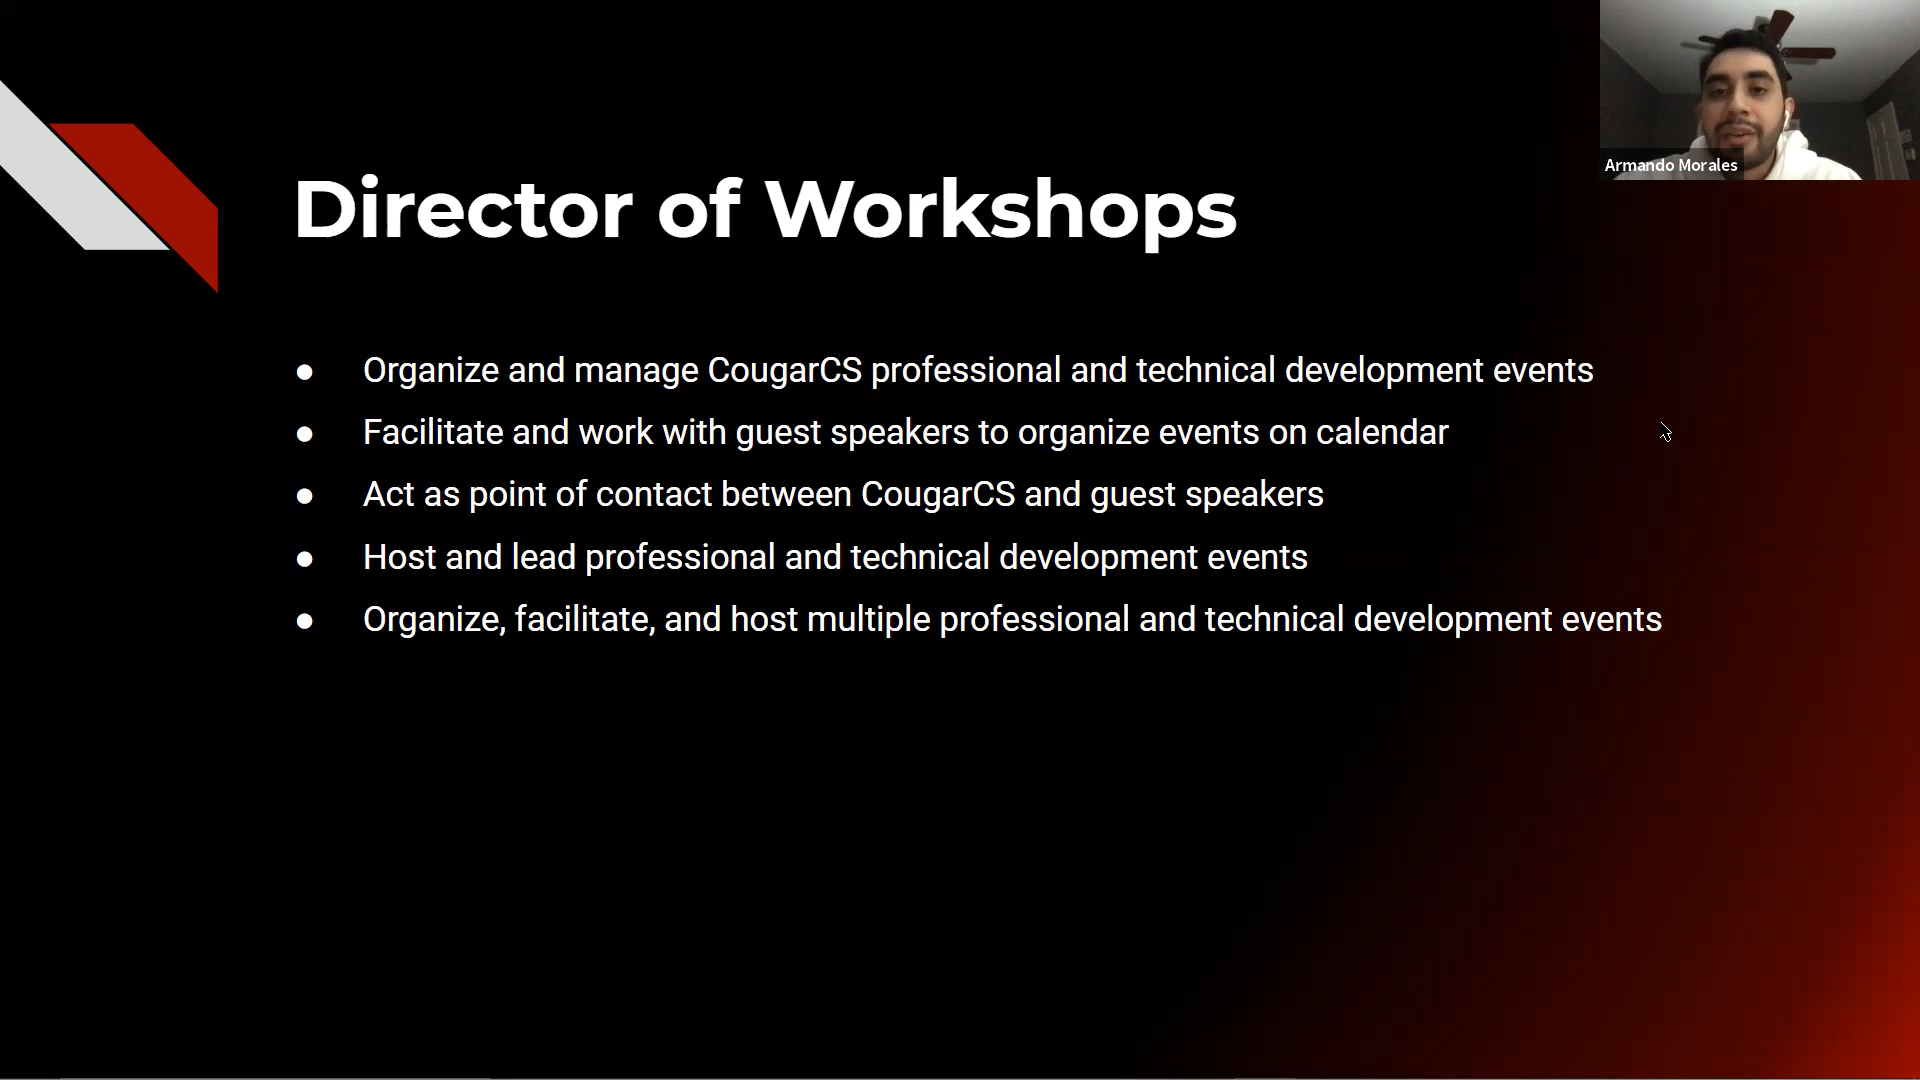 Armando Morales
Director of Workshops
● Organize and manage CougarCS professional and technical development events
● Facilitate and work with guest speakers to organize events on calendar
● Act as point of contact between CougarCS and guest speakers
● Host and lead professional and technical development events
● Organize, facilitate, and host multiple professional and technical development events